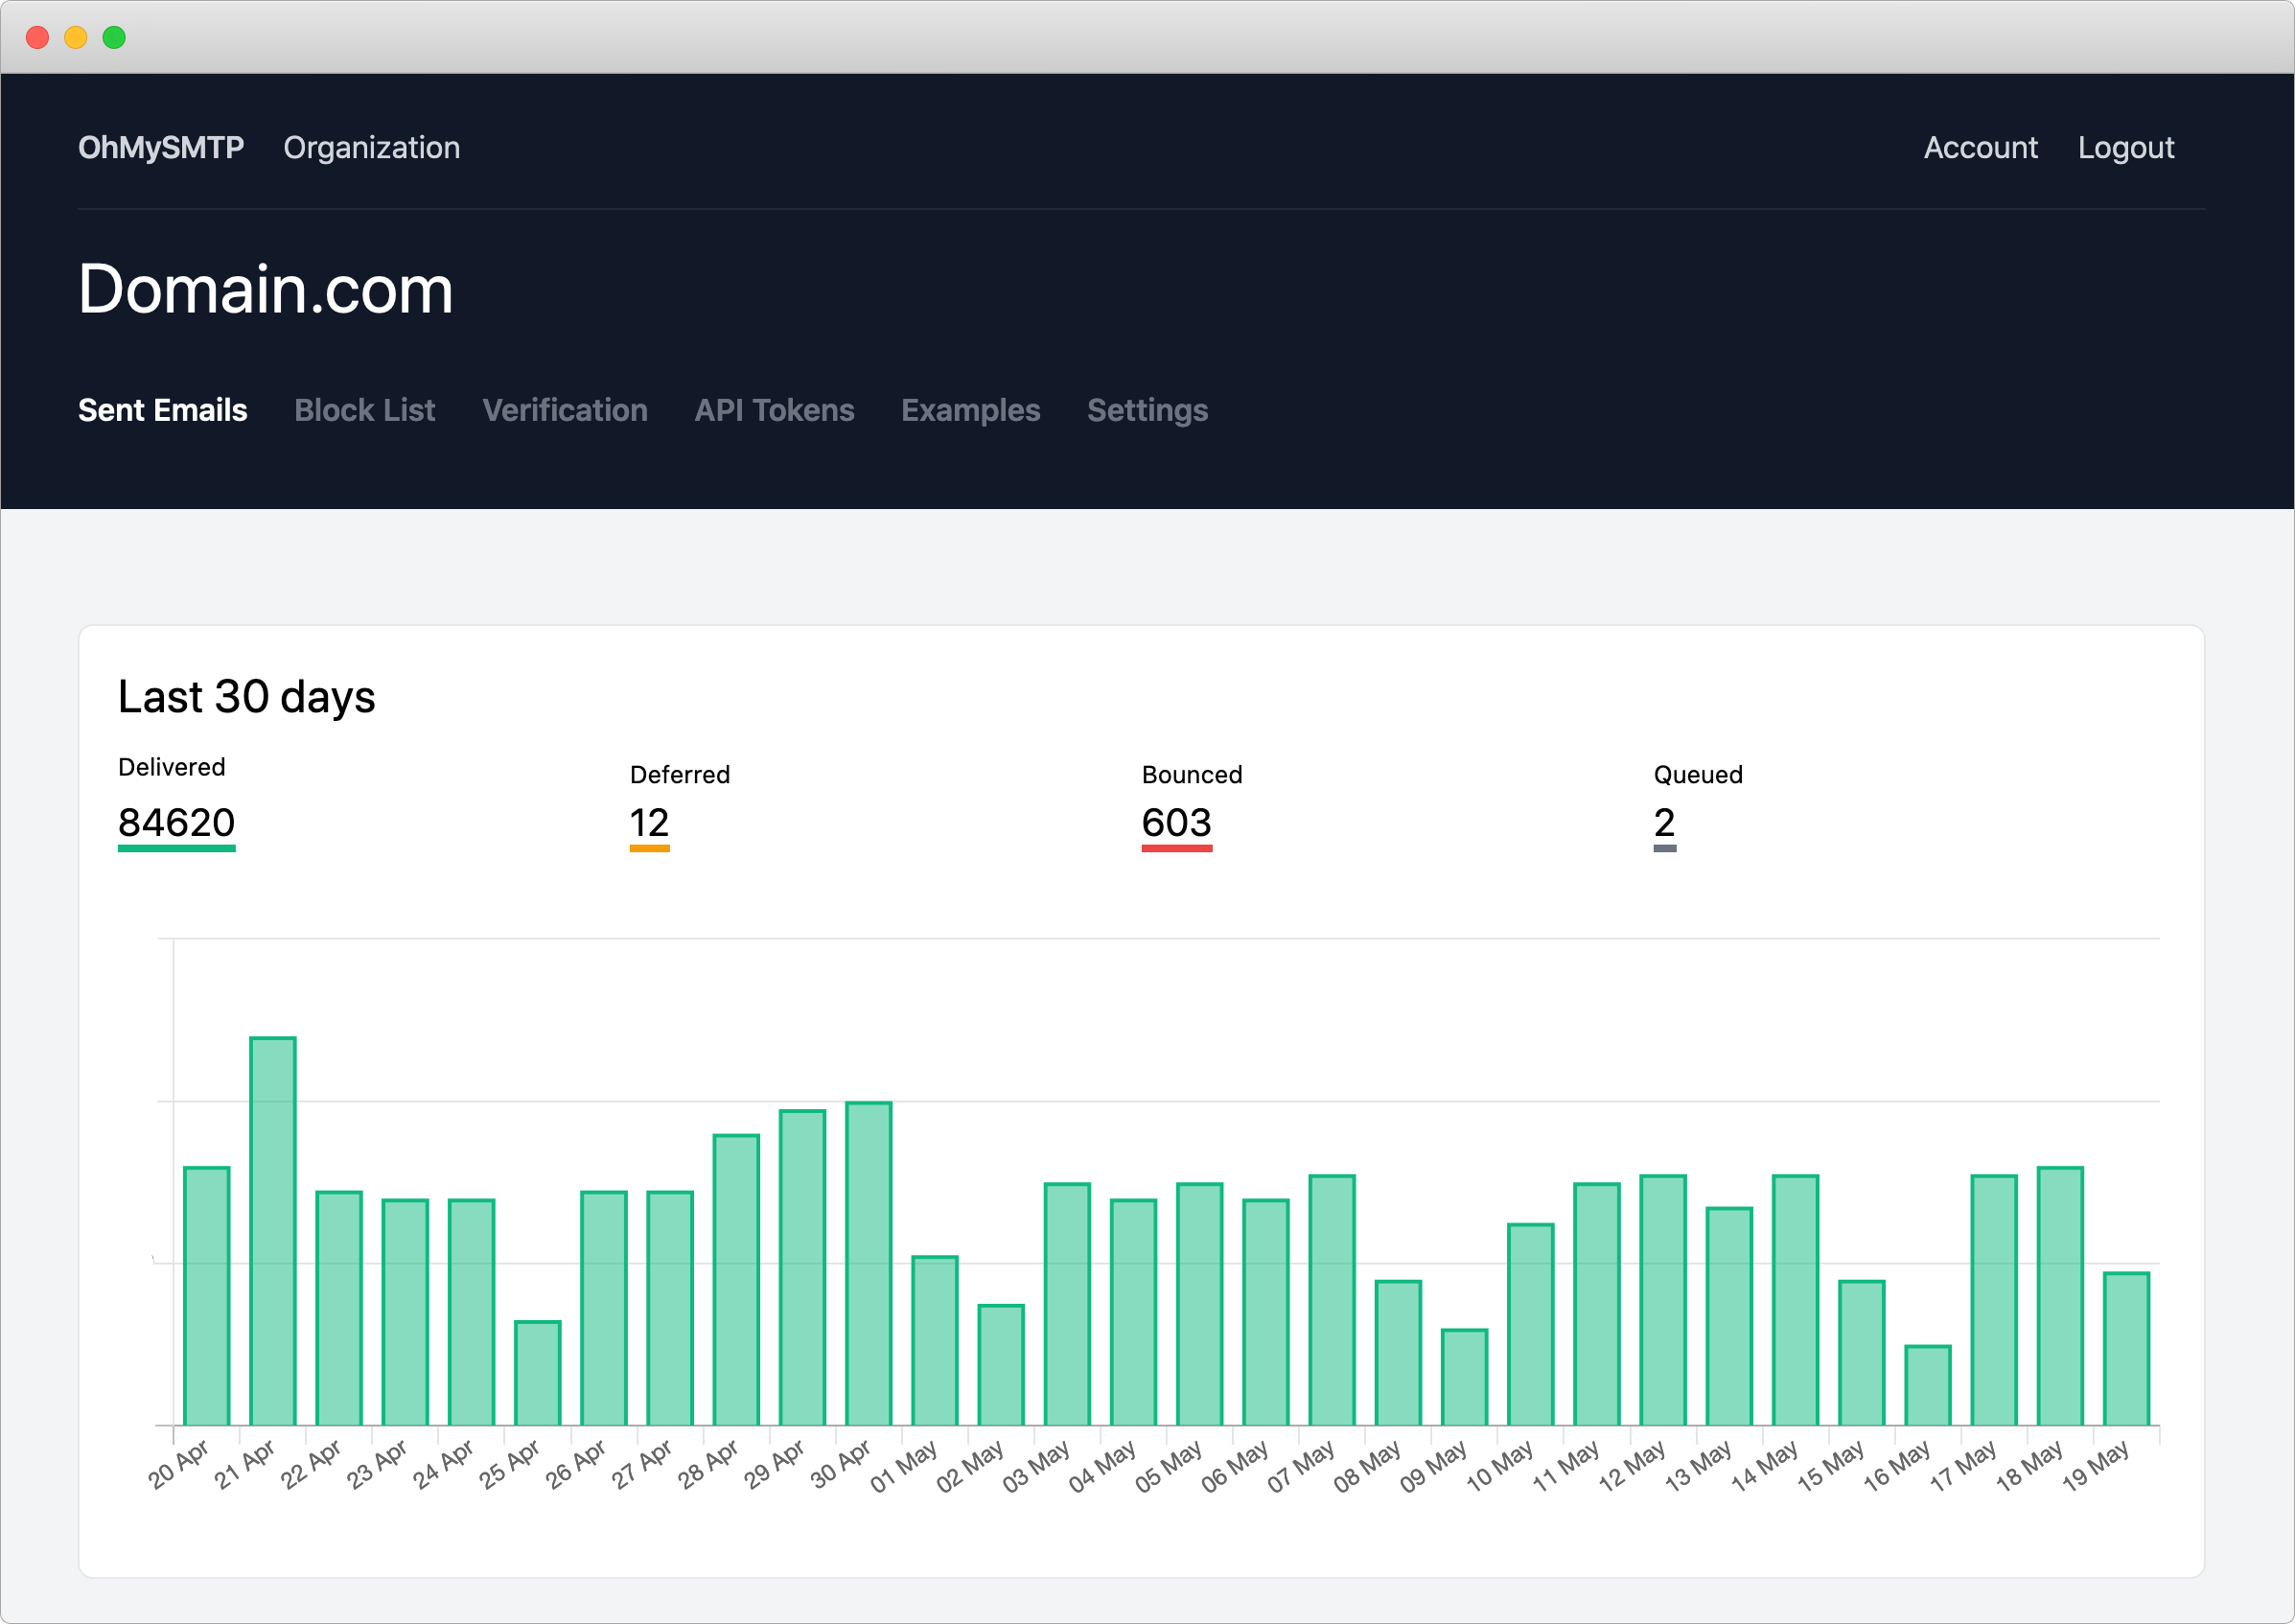 OhMySMTP Organization Account Logout
Domain.com
Sent Emails Block List Verification API Tokens Examples Settings
Last 30 days
Delivered Deferred Bounced Queued
84620 12 603 2
20 Apr 21 Apr 22 Apr 23 Apr 24 Apr 25 Apr 26 Apr 27 Apr 28 Apr 29 Apr 30 Apr 01 May 02 May 03 May 04 May 05 May 06 May 07 May 08 May 09 May 10 May 11 May 12 May 13 May 14 May 15 May 16 May 17 May 18 May 19 May